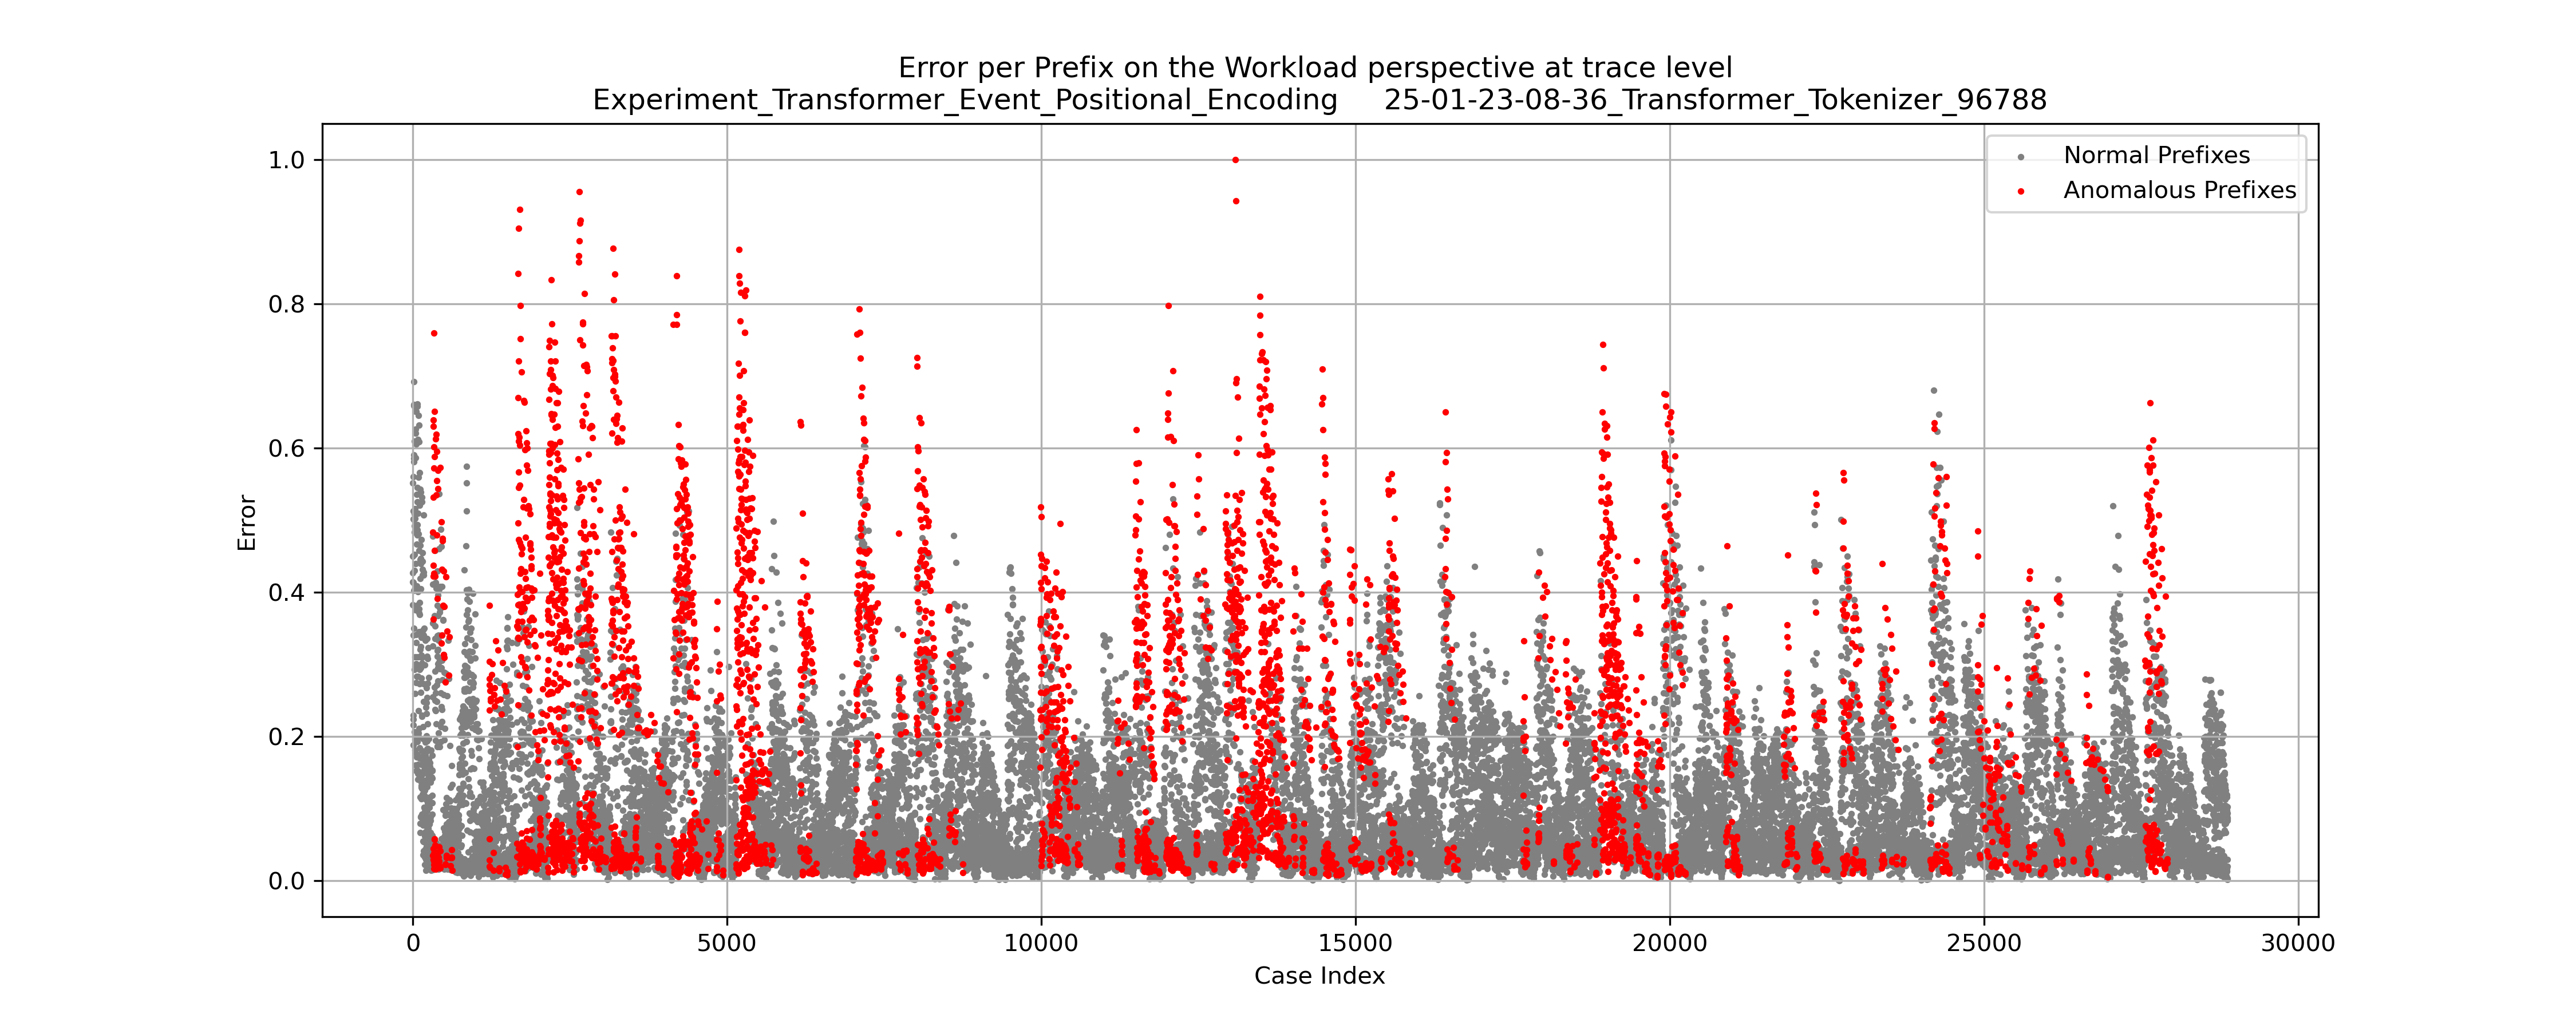 Error per Prefix on the Workload perspective at trace level
Experiment_Transformer_Event_Positional_Encoding 25-01-23-08-36_Transformer_Tokenizer_96788
Normal Prefixes
Anomalous Prefixes
Error
1.0
0.8
0.6
0.4
0.2
0.0
0 5000 10000 15000 20000 25000 30000
Case Index